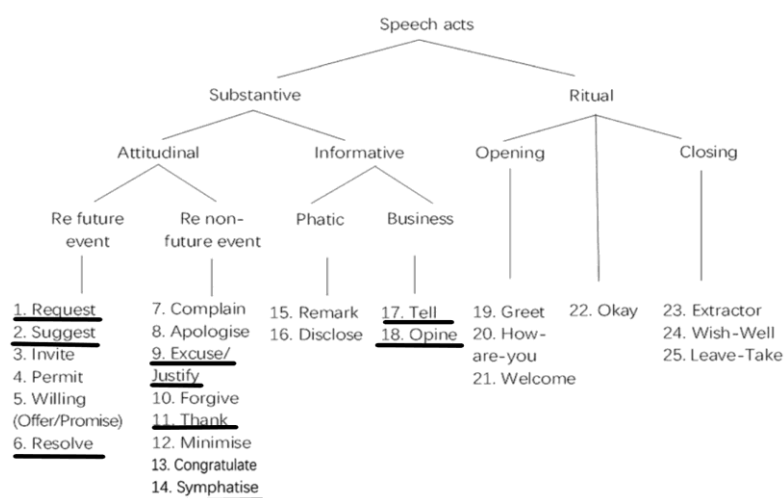 Speech acts
Substantive
Ritual
Attitudinal
Informative
Opening
Closing
Re future
event
Re non-
future event
Phatic
Business
1. Request
2. Suggest
3. Invite
4. Permit
5. Willing
(Offer/Promise)
6. Resolve
7. Complain
8. Apologise
9. Excuse/
Justify
10. Forgive
11. Thank
12. Minimise
13. Congratulate
14. Symphatise
15. Remark
16. Disclose
17. Tell
18. Opine
19. Greet
20. How-
are-you
21. Welcome
22. Okay
23. Extractor
24. Wish-Well
25. Leave-Take